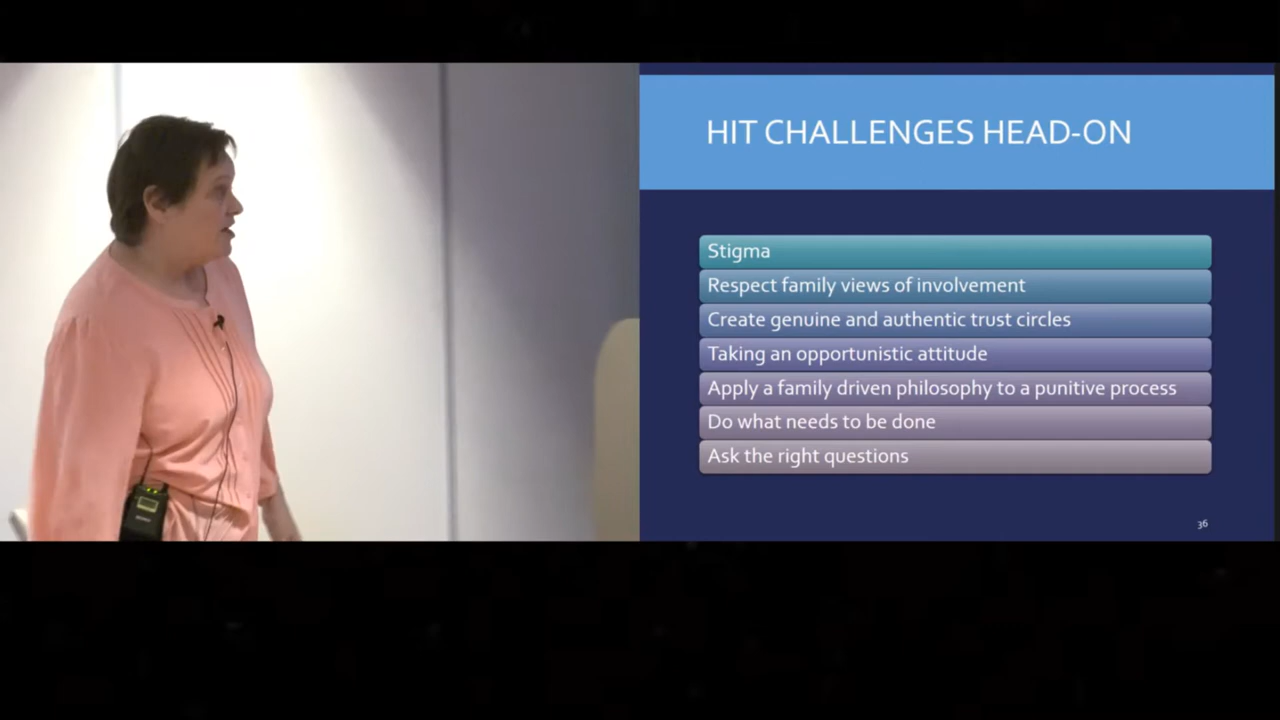 HIT CHALLENGES HEAD-ON
Stigma
Respect family views of involvement
Create genuine and authentic trust circles
Taking an opportunistic attitude
Apply a family driven philosophy to a punitive process
Do what needs to be done
Ask the right questions
36